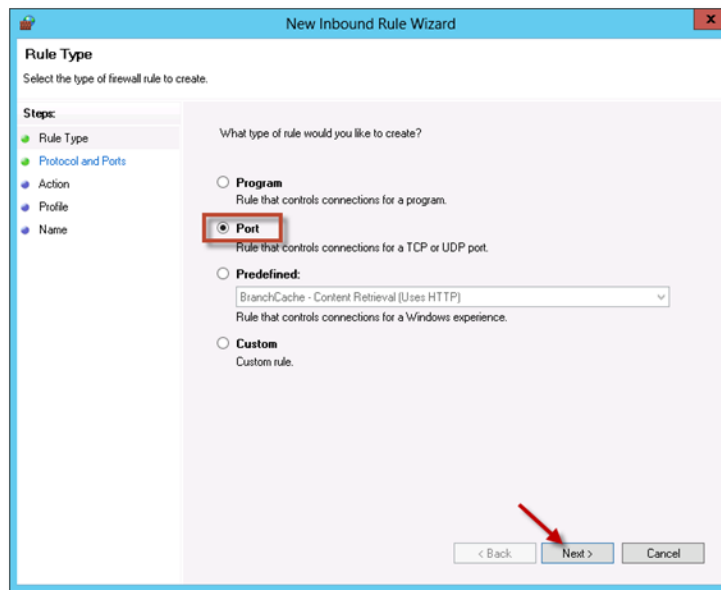 New Inbound Rule Wizard
x
Rule Type
Select the type of firewall rule to create.
Steps:
Rule Type
Protocol and Ports
Action
Profile
Name
What type of rule would you like to create?
Program
Rule that controls connections for a program.
Port
Rule that controls connections for a TCP or UDP port.
Predefined:
BranchCache - Content Retrieval (Uses HTTP)
Rule that controls connections for a Windows experience.
Custom
Custom rule.
< Back Next > Cancel